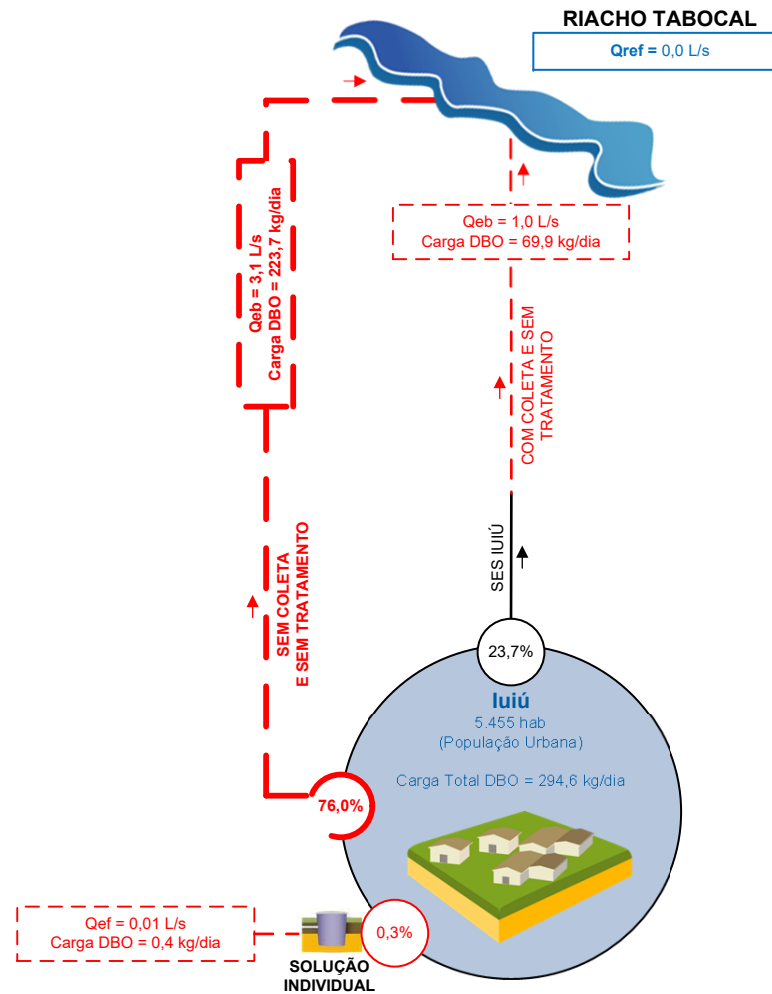 RIACHO TABOCAL
Qref = 0,0 L/s
Qeb = 3,1 L/s
Carga DBO = 223,7 kg/dia
Qeb = 1,0 L/s
Carga DBO = 69,9 kg/dia
COM COLETA E SEM
TRATAMENTO
SES IUIÚ
SEM COLETA
E SEM TRATAMENTO
23,7%
Iuiú
5.455 hab
(População Urbana)
Carga Total DBO = 294,6 kg/dia
76,0%
Qef = 0,01 L/s
Carga DBO = 0,4 kg/dia
0,3%
SOLUÇÃO
INDIVIDUAL